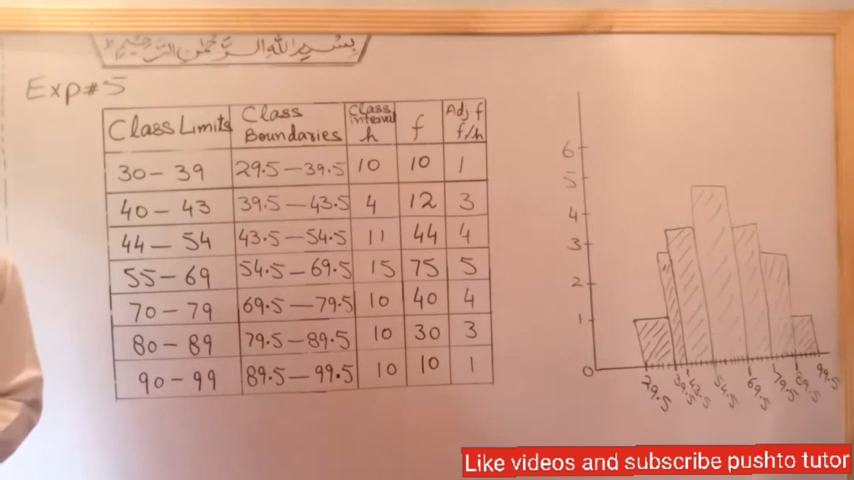 بِسْمِ اللهِ الرَّحْمٰنِ الرَّحِيْمِ
Exp#5
Class Limits Class Boundaries Class interval h f Adj f f/h
30-39 29.5-39.5 10 10 1
40-43 39.5-43.5 4 12 3
44-54 43.5-54.5 11 44 4
55-69 54.5-69.5 15 75 5
70-79 69.5-79.5 10 40 4
80-89 79.5-89.5 10 30 3
90-99 89.5-99.5 10 10 1
6
5
4
3
2
1
0
29.5 39.5 43.5 54.5 69.5 79.5 89.5 99.5
Like videos and subscribe pushto tutor